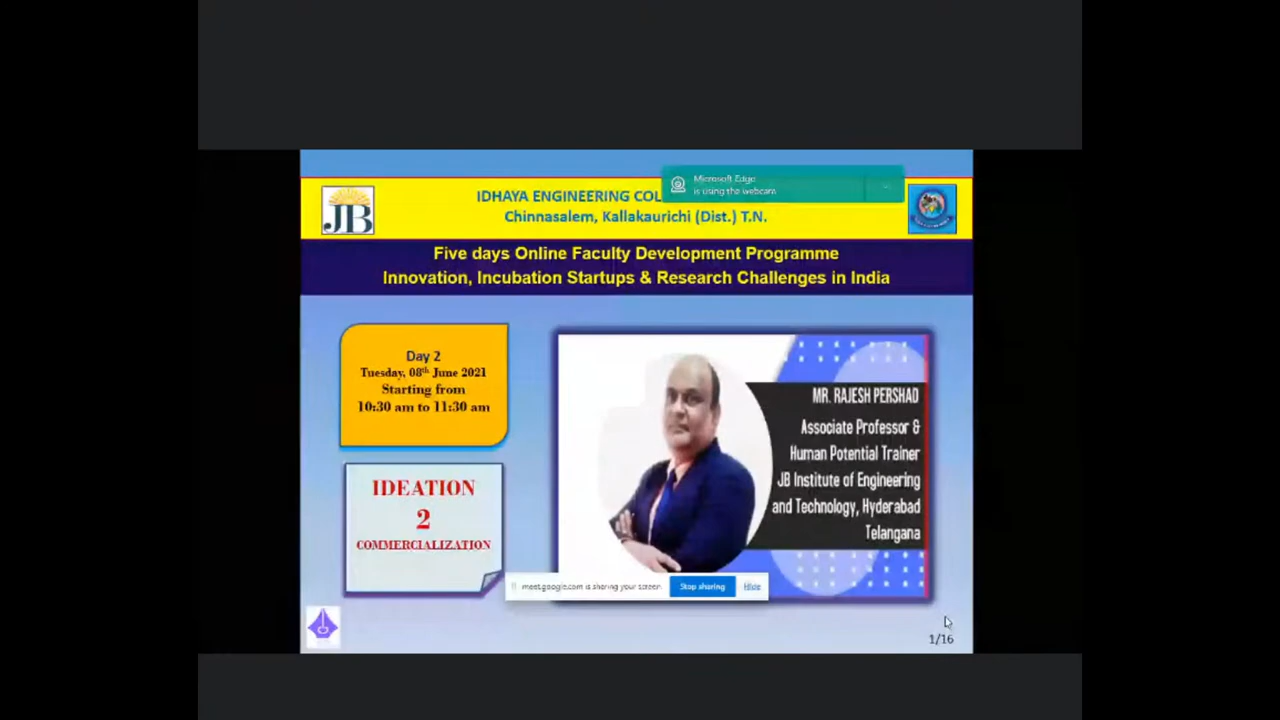 IDHAYA ENGINEERING COL
Chinnasalem, Kallakaurichi (Dist.) T.N.
Microsoft Edge
is using the webcam
JB
Five days Online Faculty Development Programme
Innovation, Incubation Startups & Research Challenges in India
Day 2
Tuesday, 08th June 2021
Starting from
10:30 am to 11:30 am
IDEATION
2
COMMERCIALIZATION
MR. RAJESH PERSHAD
Associate Professor &
Human Potential Trainer
JB Institute of Engineering
and Technology, Hyderabad
Telangana
meet.google.com is sharing your screen
Stop sharing
Hide
1/16